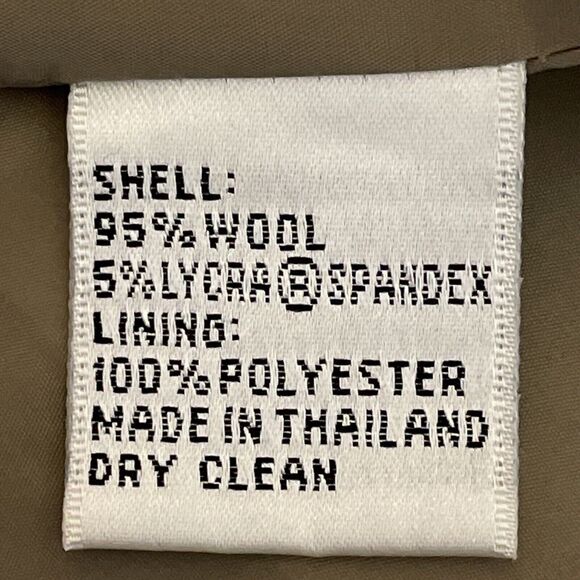 SHELL:
95% WOOL
5% LYCRA® SPANDEX
LINING:
100% POLYESTER
MADE IN THAILAND
DRY CLEAN